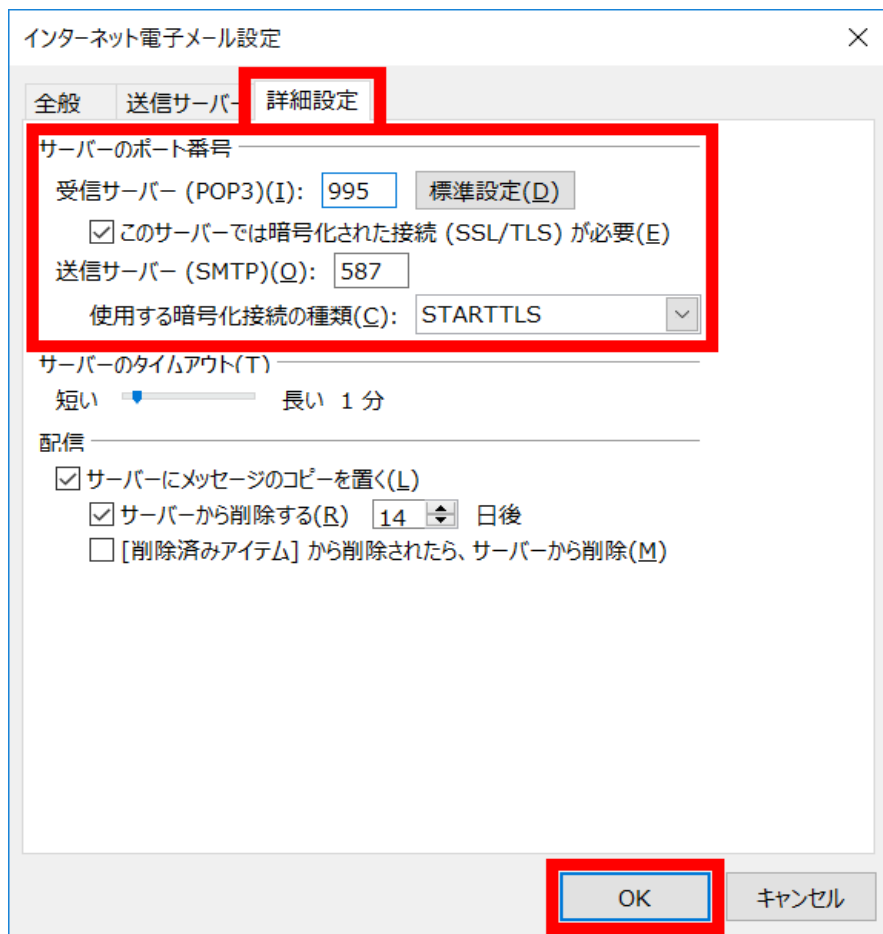 インターネット電子メール設定
全般 送信サーバー 詳細設定
サーバーのポート番号
受信サーバー (POP3)(I): 995 標準設定(D)
このサーバーでは暗号化された接続 (SSL/TLS) が必要(E)
送信サーバー (SMTP)(O): 587
使用する暗号化接続の種類(C): STARTTLS
サーバーのタイムアウト(T)
短い 長い 1 分
配信
サーバーにメッセージのコピーを置く(L)
サーバーから削除する(R) 14 日後
[削除済みアイテム] から削除されたら、サーバーから削除(M)
OK キャンセル